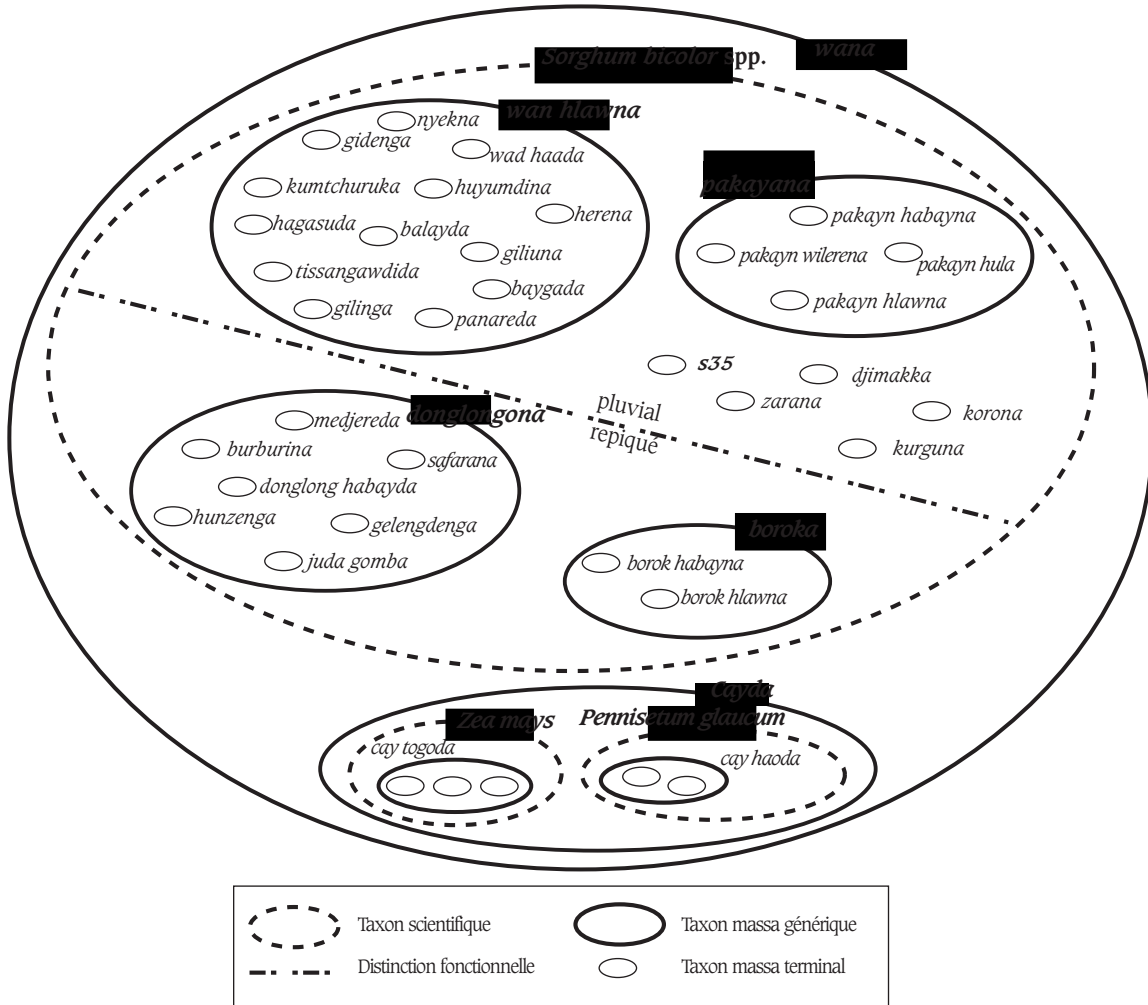 wana
Sorghum bicolor spp.
wan hlawna
nyekna
gidenga
wad haada
kumtchuruka
huyumdina
herena
hagasuda
balayda
giliuna
tissangawdida
baygada
gilinga
panareda
pakayana
pakayn habayna
pakayn wilerena
pakayn hula
pakayn hlawna
s35
djimakka
zarana
korona
kurguna
pluvial
repiqué
donglongona
medjereda
burburina
safarana
donglong habayda
hunzenga
gelengdenga
juda gomba
boroka
borok habayna
borok hlawna
Cayda
Zea mays
Pennisetum glaucum
cay togoda
cay haoda
Taxon scientifique
Taxon massa générique
Distinction fonctionnelle
Taxon massa terminal